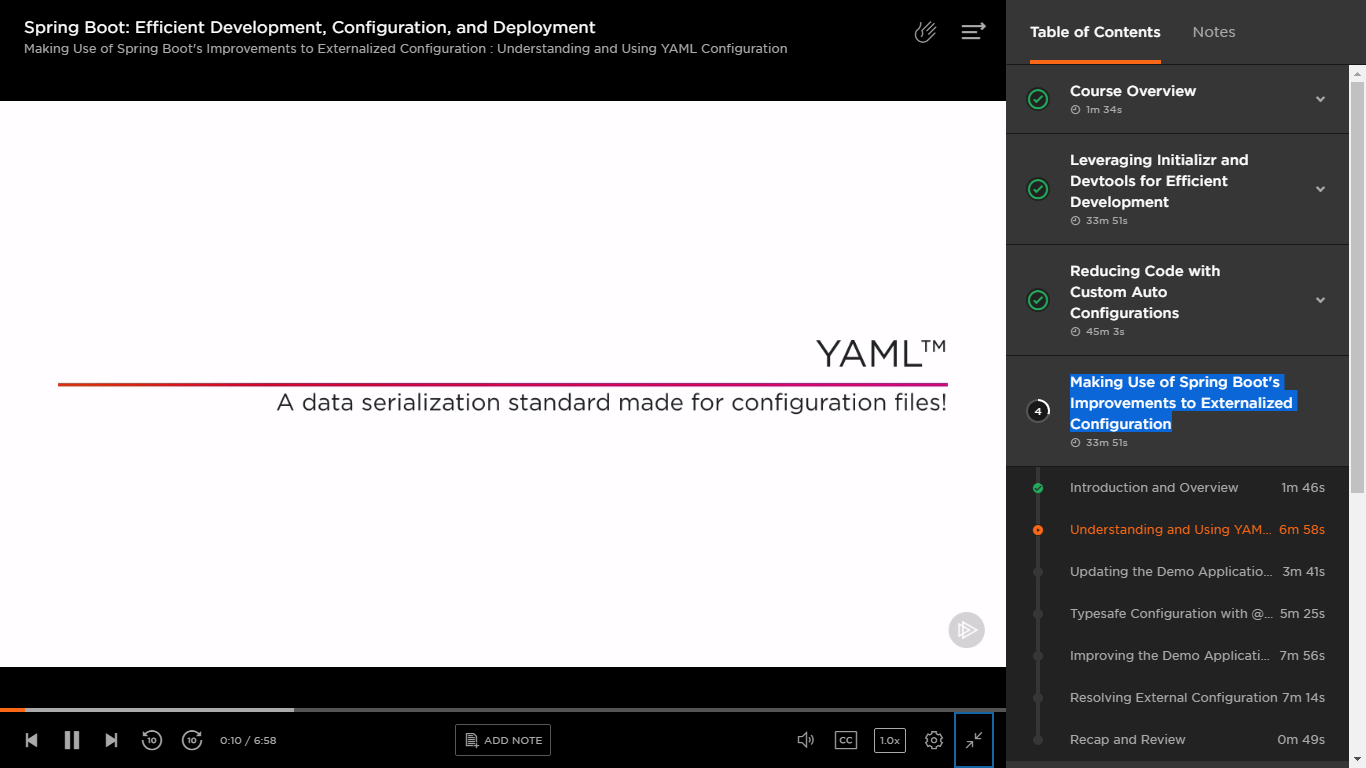 Spring Boot: Efficient Development, Configuration, and Deployment
Making Use of Spring Boot's Improvements to Externalized Configuration : Understanding and Using YAML Configuration
YAML™
A data serialization standard made for configuration files!
10
10
0:10 / 6:58
ADD NOTE
CC
1.0x
Table of Contents
Notes
Course Overview
1m 34s
Leveraging Initializr and
Devtools for Efficient
Development
33m 51s
Reducing Code with
Custom Auto
Configurations
45m 3s
4
Making Use of Spring Boot's
Improvements to Externalized
Configuration
33m 51s
Introduction and Overview 1m 46s
Understanding and Using YAM... 6m 58s
Updating the Demo Applicatio... 3m 41s
Typesafe Configuration with @... 5m 25s
Improving the Demo Applicati... 7m 56s
Resolving External Configuration 7m 14s
Recap and Review 0m 49s